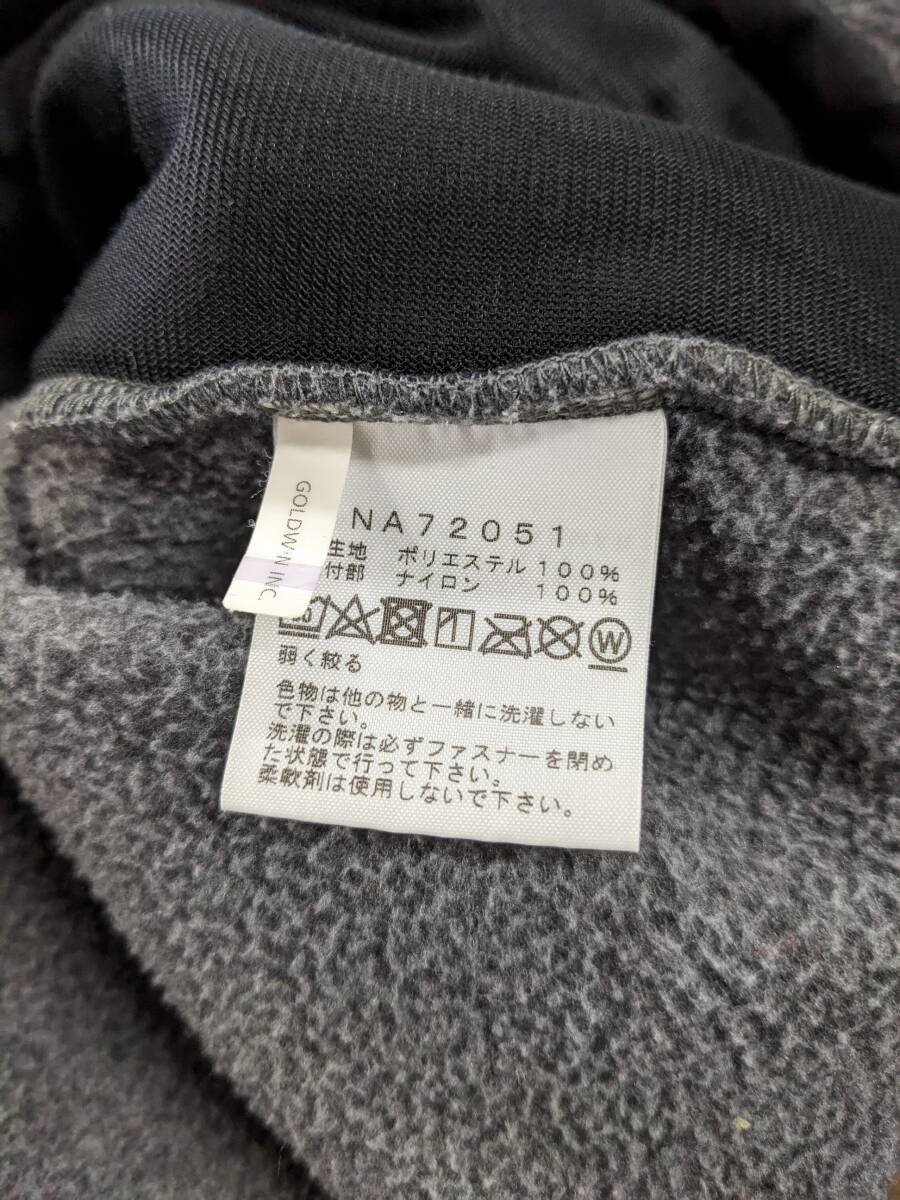 GOLDWIN INC.
NA72051
生地 ポリエステル 100%
付部 ナイロン 100%
W
弱く絞る
色物は他の物と一緒に洗濯しない
で下さい。
洗濯の際は必ずファスナーを閉め
た状態で行って下さい。
柔軟剤は使用しないで下さい。